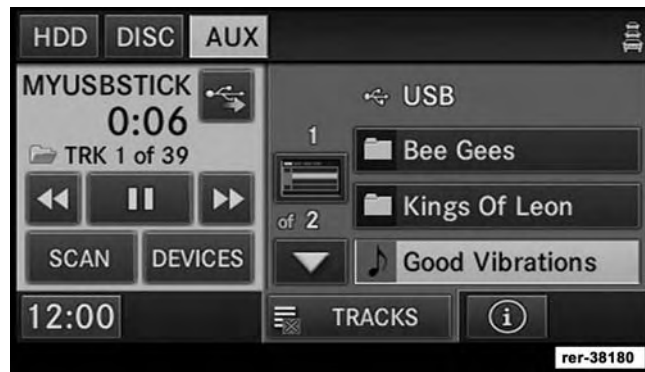 HDD DISC AUX
MYUSBSTICK
0:06
TRK 1 of 39
SCAN DEVICES
12:00
USB
1
of 2
Bee Gees
Kings Of Leon
Good Vibrations
TRACKS i
rer-38180